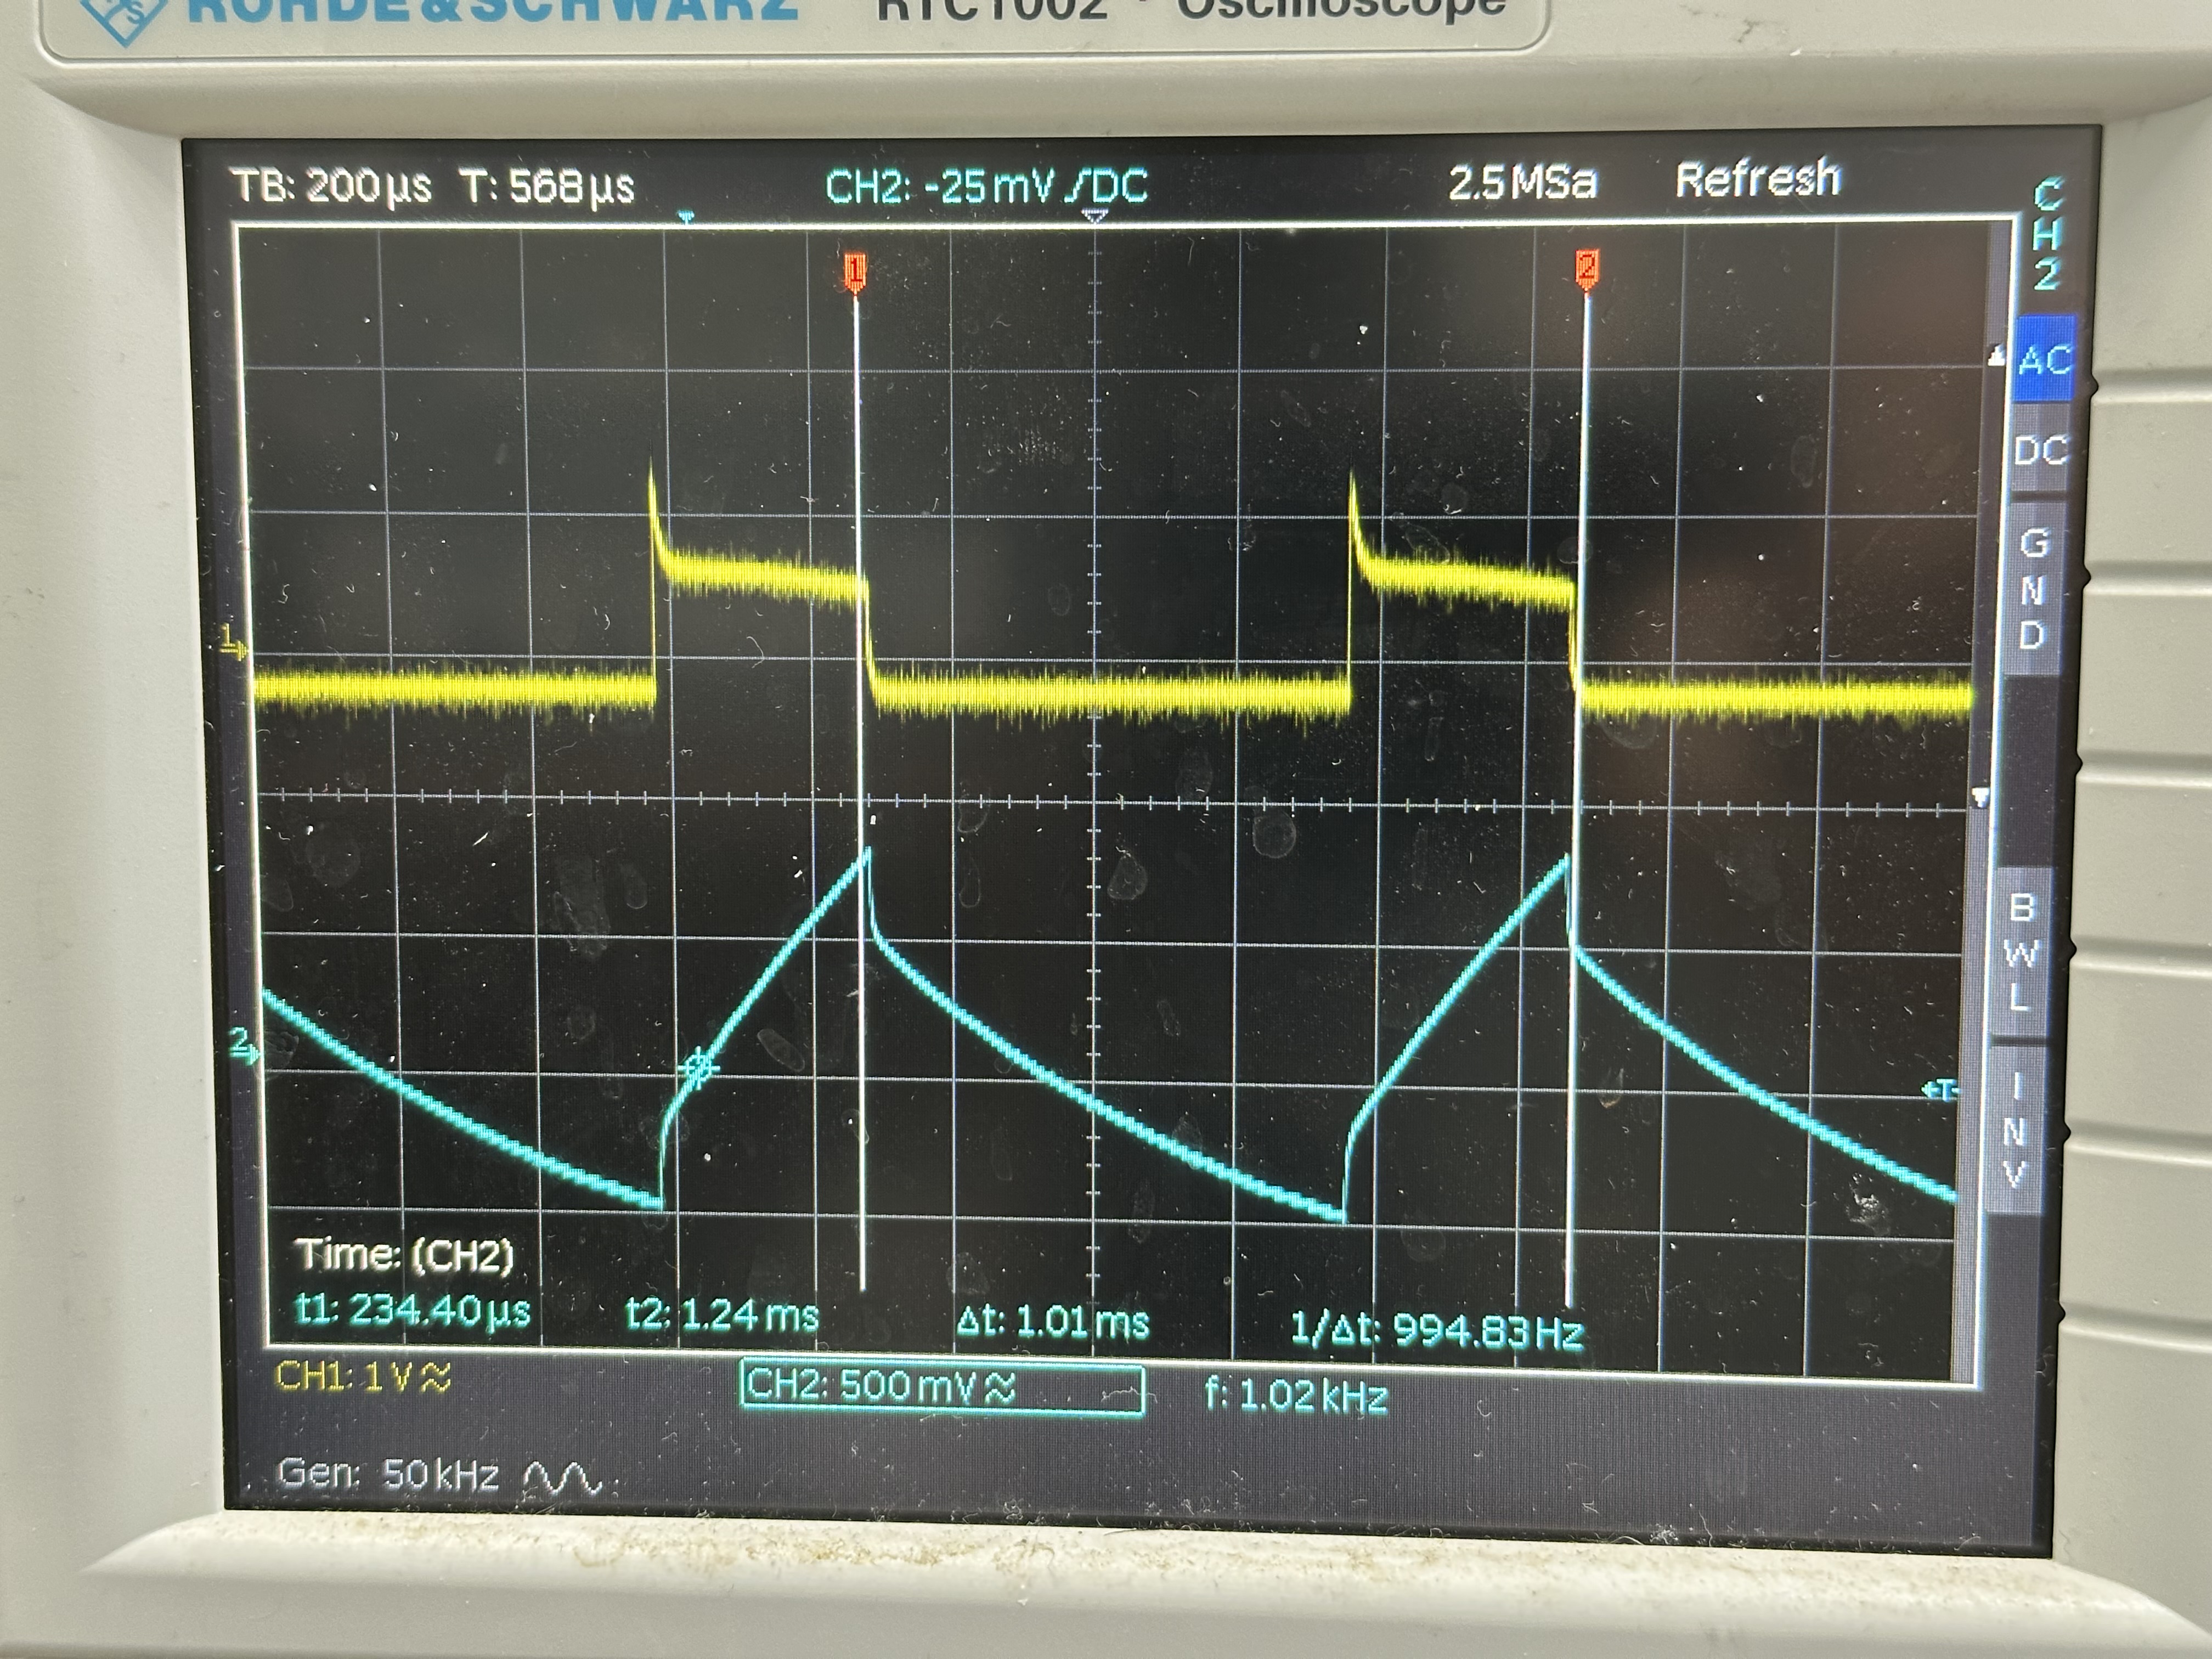 ROHDE&SCHWARZ RTC1002 · Oscilloscope
TB: 200µs T: 568µs CH2: -25mV /DC 2.5MSa Refresh
CH2
1
2
AC
DC
GND
1
2
T
BWL
INV
Time: (CH2)
t1: 234.40µs t2: 1.24ms Δt: 1.01ms 1/Δt: 994.83Hz
CH1: 1V≈ CH2: 500mV≈ f: 1.02kHz
Gen: 50kHz